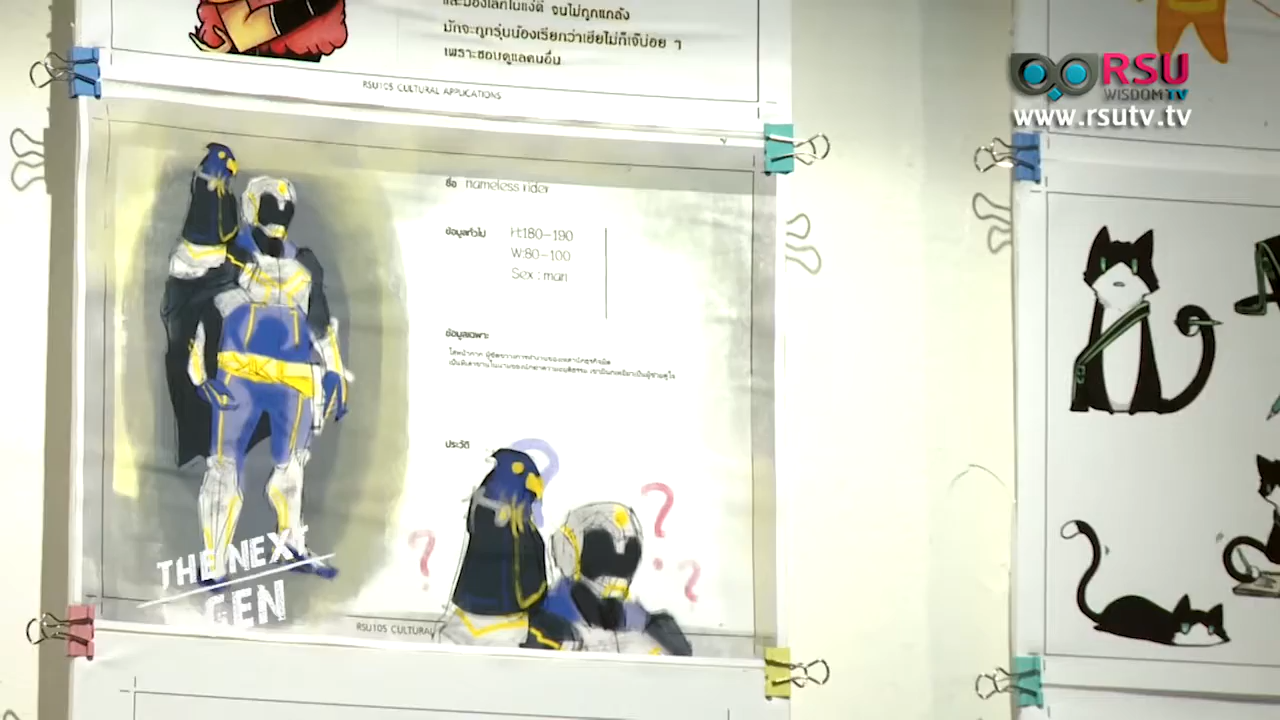 และมองโลกในแง่ดี จนไม่ถูกแกล้ง
มักจะถูกรุ่นน้องเรียกว่าเฮียไม่ก็เจ๊บ่อย ๆ
เพราะชอบดูแลคนอื่น
RSU105 CULTURAL APPLICATIONS
RSU
WISDOM TV
www.rsutv.tv
ชื่อ nameless rider
ข้อมูลทั่วไป H:180-190
W:80-100
Sex : man
ข้อมูลเฉพาะ
ประวัติ
? ? ?
THE NEXT
GEN
RSU105 CULTURAL